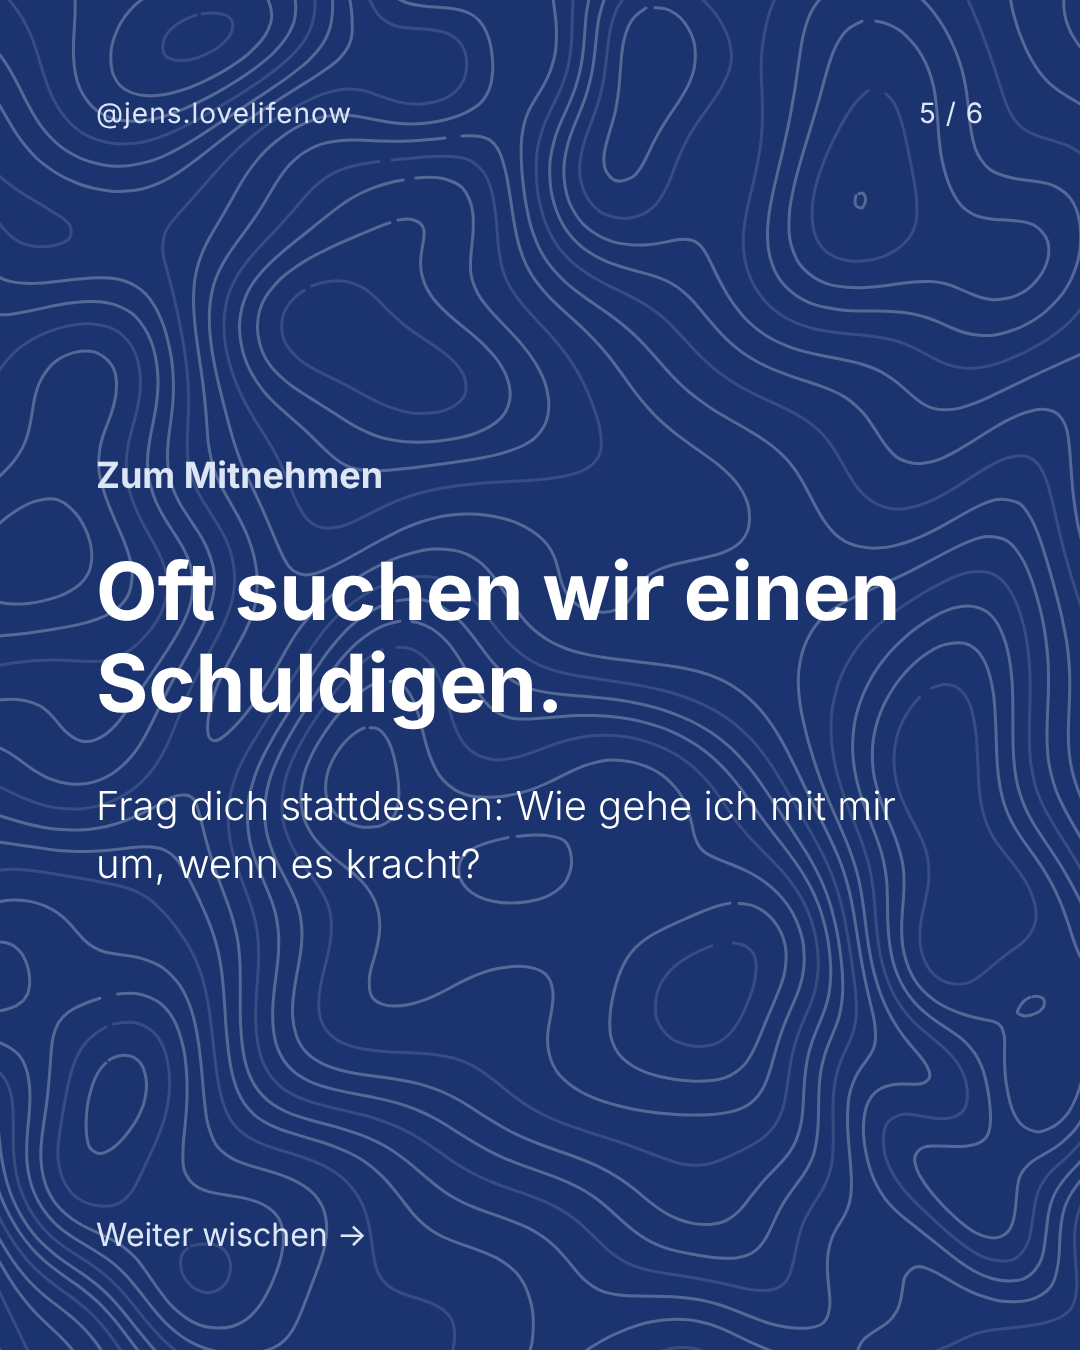 @jens.lovelifenow
5 / 6
Zum Mitnehmen
Oft suchen wir einen
Schuldigen.
Frag dich stattdessen: Wie gehe ich mit mir
um, wenn es kracht?
Weiter wischen →